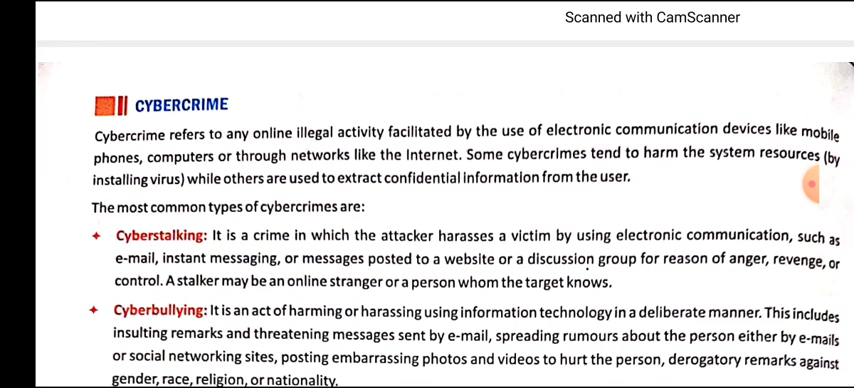 Scanned with CamScanner
CYBERCRIME
Cybercrime refers to any online illegal activity facilitated by the use of electronic communication devices like mobile
phones, computers or through networks like the Internet. Some cybercrimes tend to harm the system resources (by
installing virus) while others are used to extract confidential information from the user.
The most common types of cybercrimes are:
+ Cyberstalking: It is a crime in which the attacker harasses a victim by using electronic communication, such as
e-mail, instant messaging, or messages posted to a website or a discussion group for reason of anger, revenge, or
control. A stalker may be an online stranger or a person whom the target knows.
+ Cyberbullying: It is an act of harming or harassing using information technology in a deliberate manner. This includes
insulting remarks and threatening messages sent by e-mail, spreading rumours about the person either by e-mails
or social networking sites, posting embarrassing photos and videos to hurt the person, derogatory remarks against
gender, race, religion, or nationality.